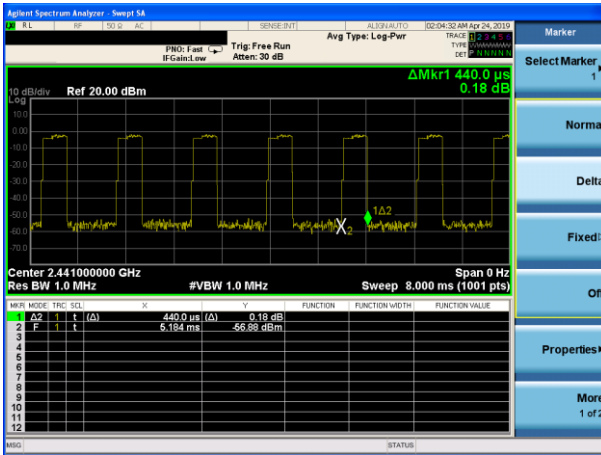 Agilent Spectrum Analyzer - Swept SA
RL RF 50 Ω AC SENSE:INT ALIGN AUTO 02:04:32 AM Apr 24, 2019
Marker
PNO: Fast Trig: Free Run Avg Type: Log-Pwr TRACE 1 2 3 4 5 6
IFGain:Low Atten: 30 dB TYPE
DET P N N N N N
Select Marker
1
ΔMkr1 440.0 µs
0.18 dB
10 dB/div Ref 20.00 dBm
Log
10.0
0.00
-10.0
-20.0
-30.0
-40.0
-50.0
-60.0
-70.0
1Δ2
X2
Center 2.441000000 GHz Span 0 Hz
Res BW 1.0 MHz #VBW 1.0 MHz Sweep 8.000 ms (1001 pts)
MKR MODE TRC SCL X Y FUNCTION FUNCTION WIDTH FUNCTION VALUE
1 Δ2 1 t (Δ) 440.0 µs (Δ) 0.18 dB
2 F 1 t 5.184 ms -56.88 dBm
3
4
5
6
7
8
9
10
11
12
Norma
Delta
Fixed
Off
Properties
More
1 of 2
MSG STATUS